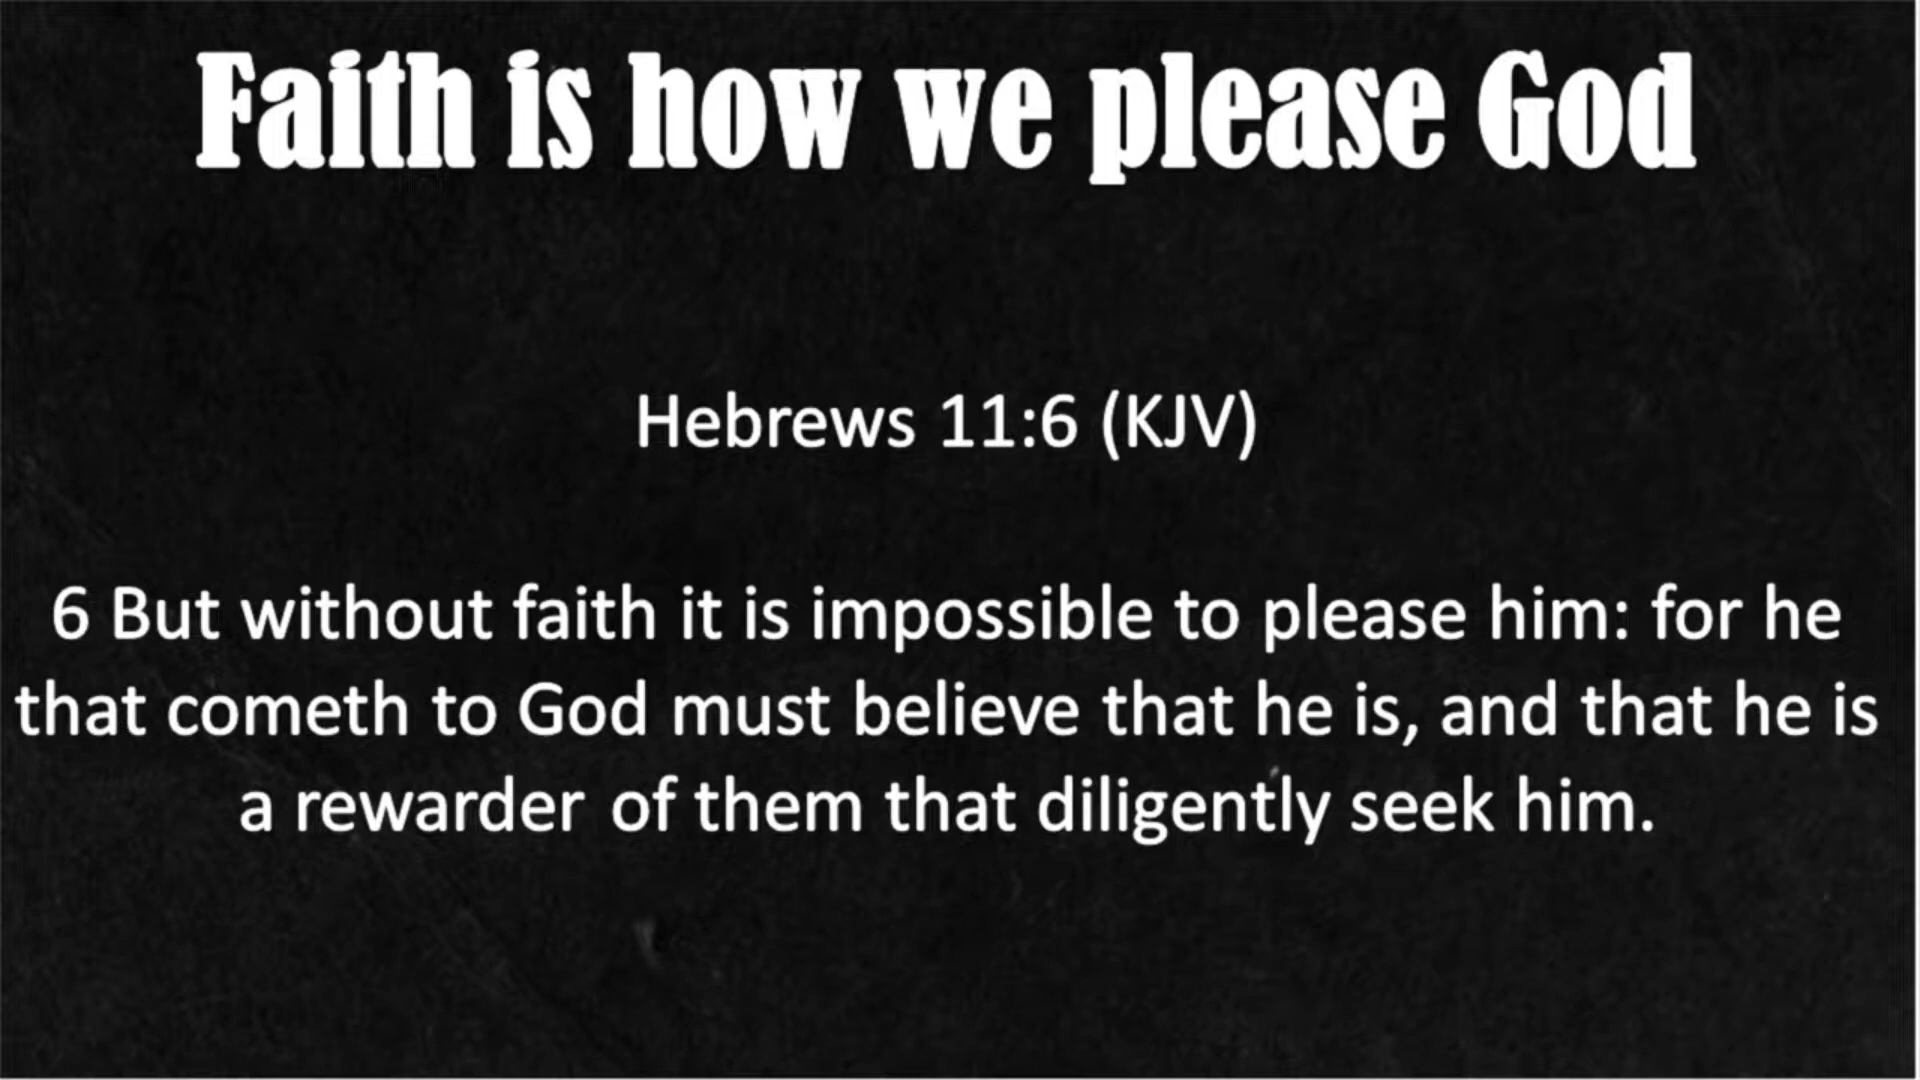 Faith is how we please God
Hebrews 11:6 (KJV)
6 But without faith it is impossible to please him: for he
that cometh to God must believe that he is, and that he is
a rewarder of them that diligently seek him.